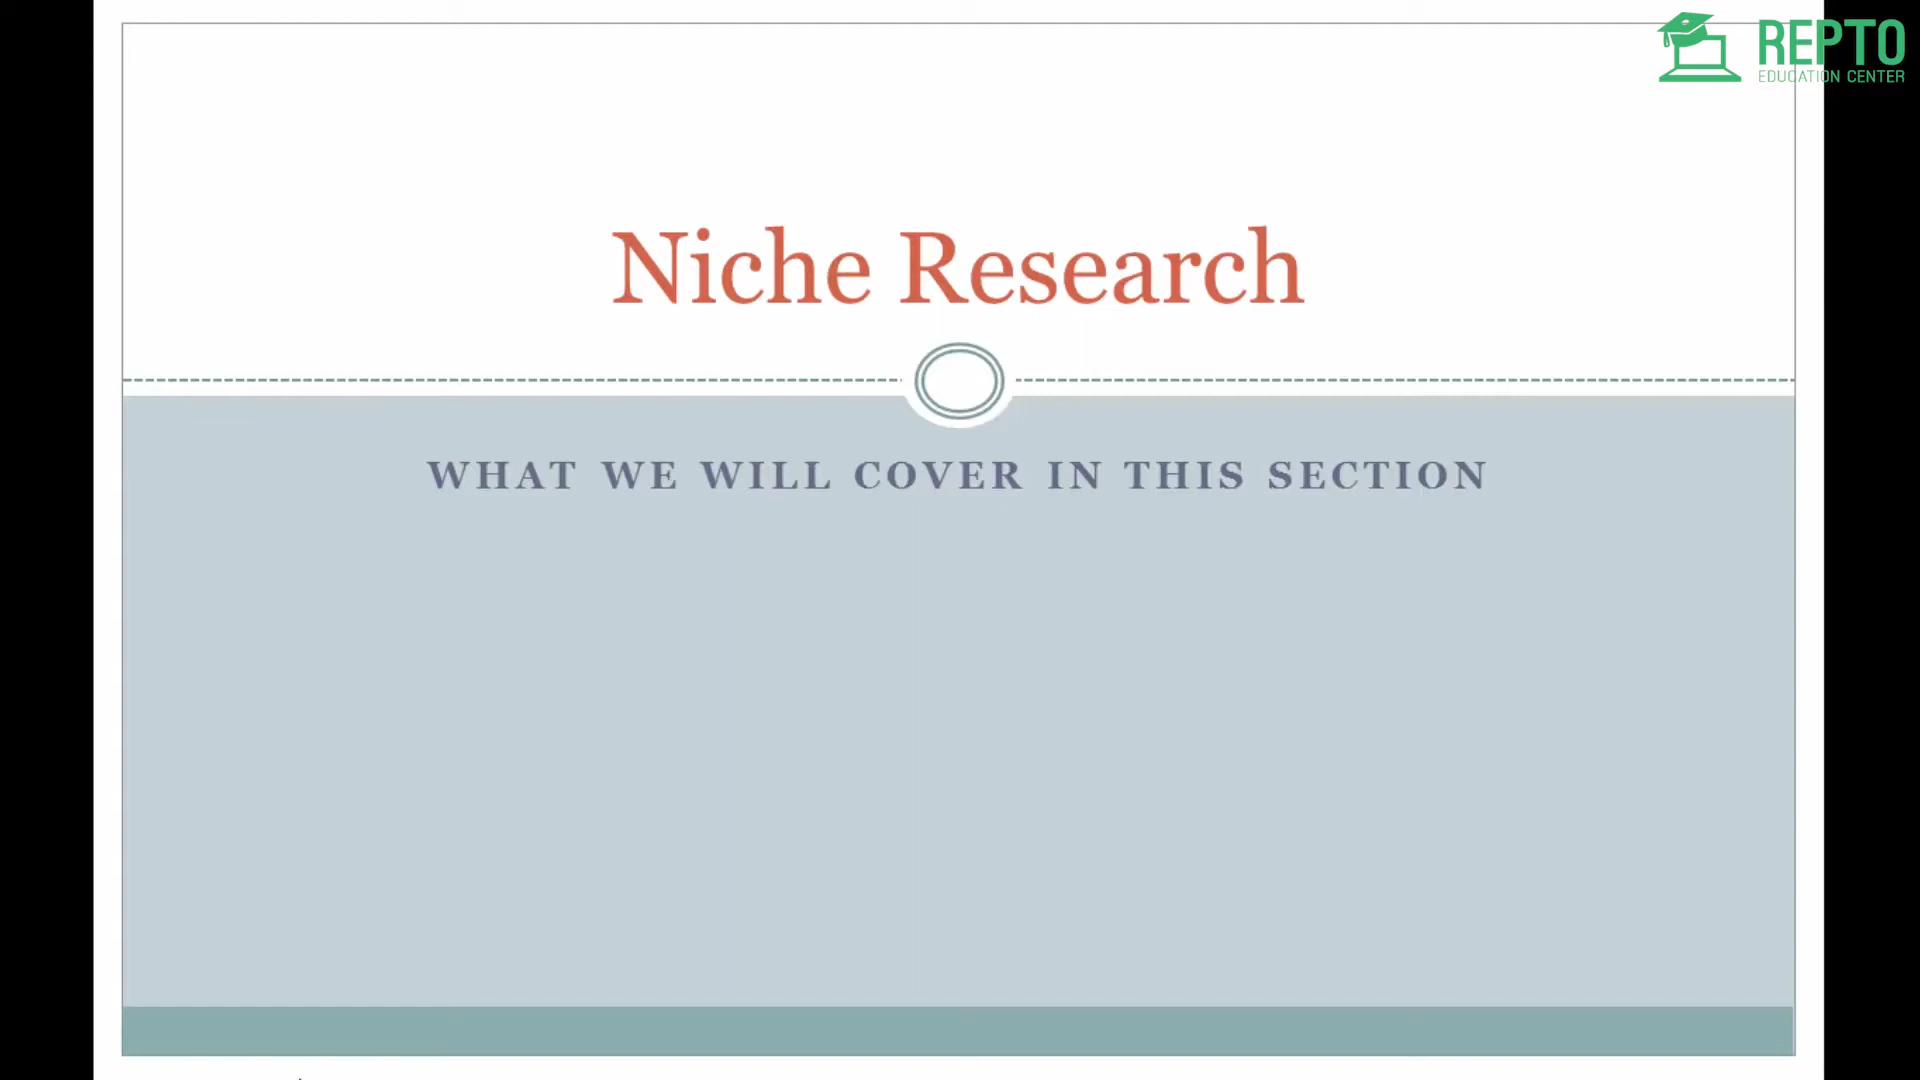 REPTO
EDUCATION CENTER
Niche Research
WHAT WE WILL COVER IN THIS SECTION